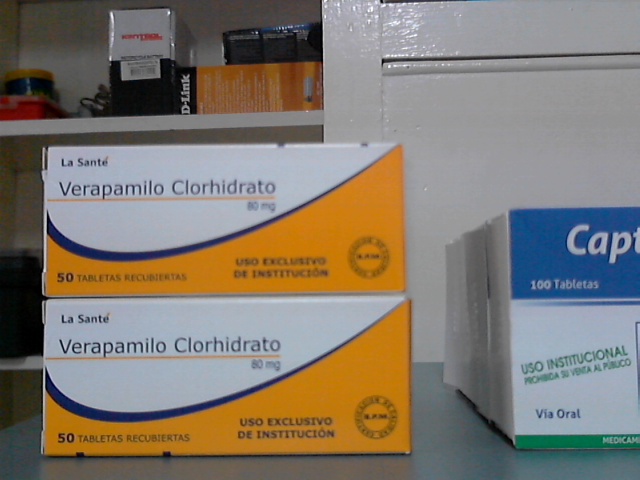 D-Link
La Santé
Verapamilo Clorhidrato
80 mg
USO EXCLUSIVO
DE INSTITUCIÓN
50 TABLETAS RECUBIERTAS
La Santé
Verapamilo Clorhidrato
80 mg
USO EXCLUSIVO
DE INSTITUCIÓN
50 TABLETAS RECUBIERTAS
Capt
100 Tabletas
USO INSTITUCIONAL
PROHIBIDA SU VENTA AL PÚBLICO
Vía Oral
MEDICAM